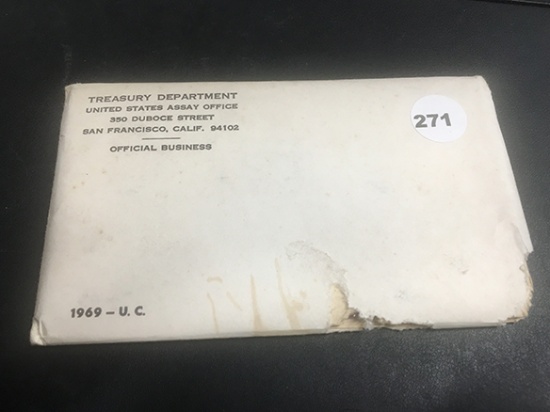 TREASURY DEPARTMENT
UNITED STATES ASSAY OFFICE
350 DUBOCE STREET
SAN FRANCISCO, CALIF. 94102
OFFICIAL BUSINESS
271
1969 – U. C.